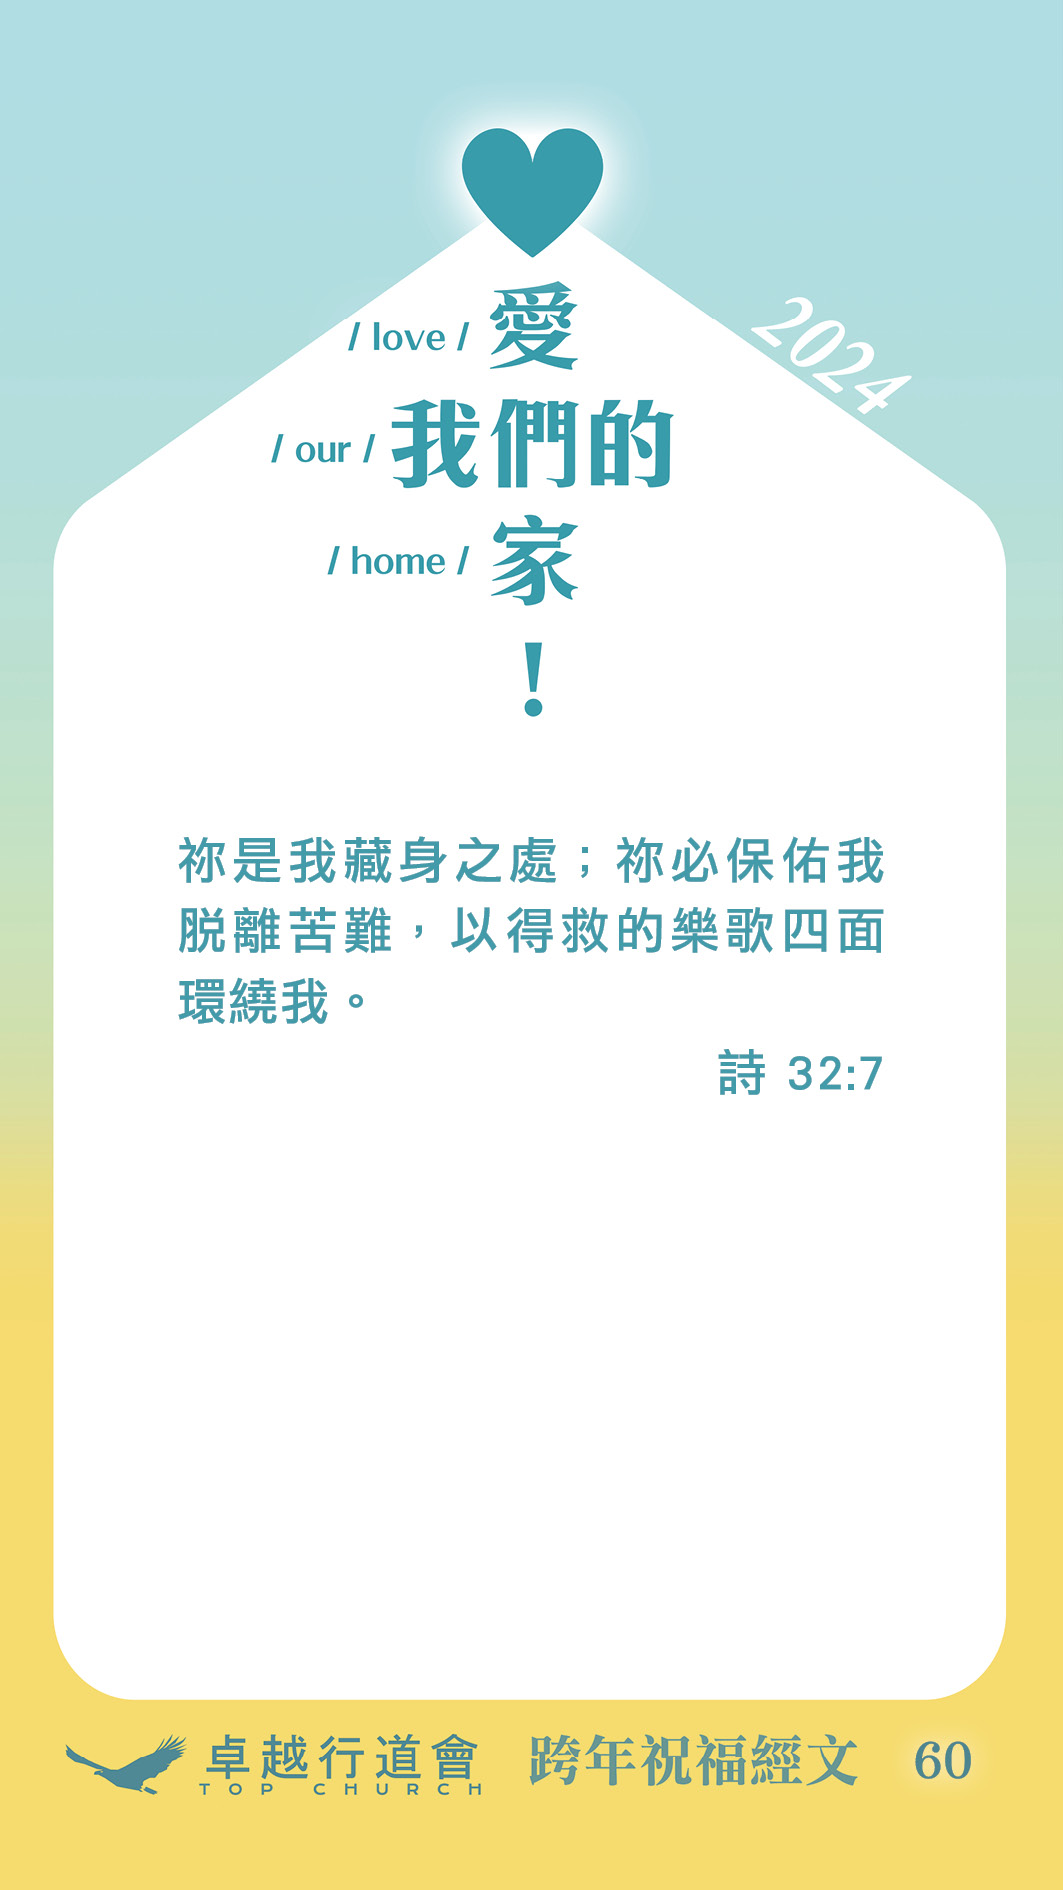 2024
/ love / 愛
/ our / 我們的
/ home / 家
！
祢是我藏身之處；祢必保佑我
脱離苦難，以得救的樂歌四面
環繞我。
詩 32:7
卓越行道會 跨年祝福經文 60
TOP CHURCH